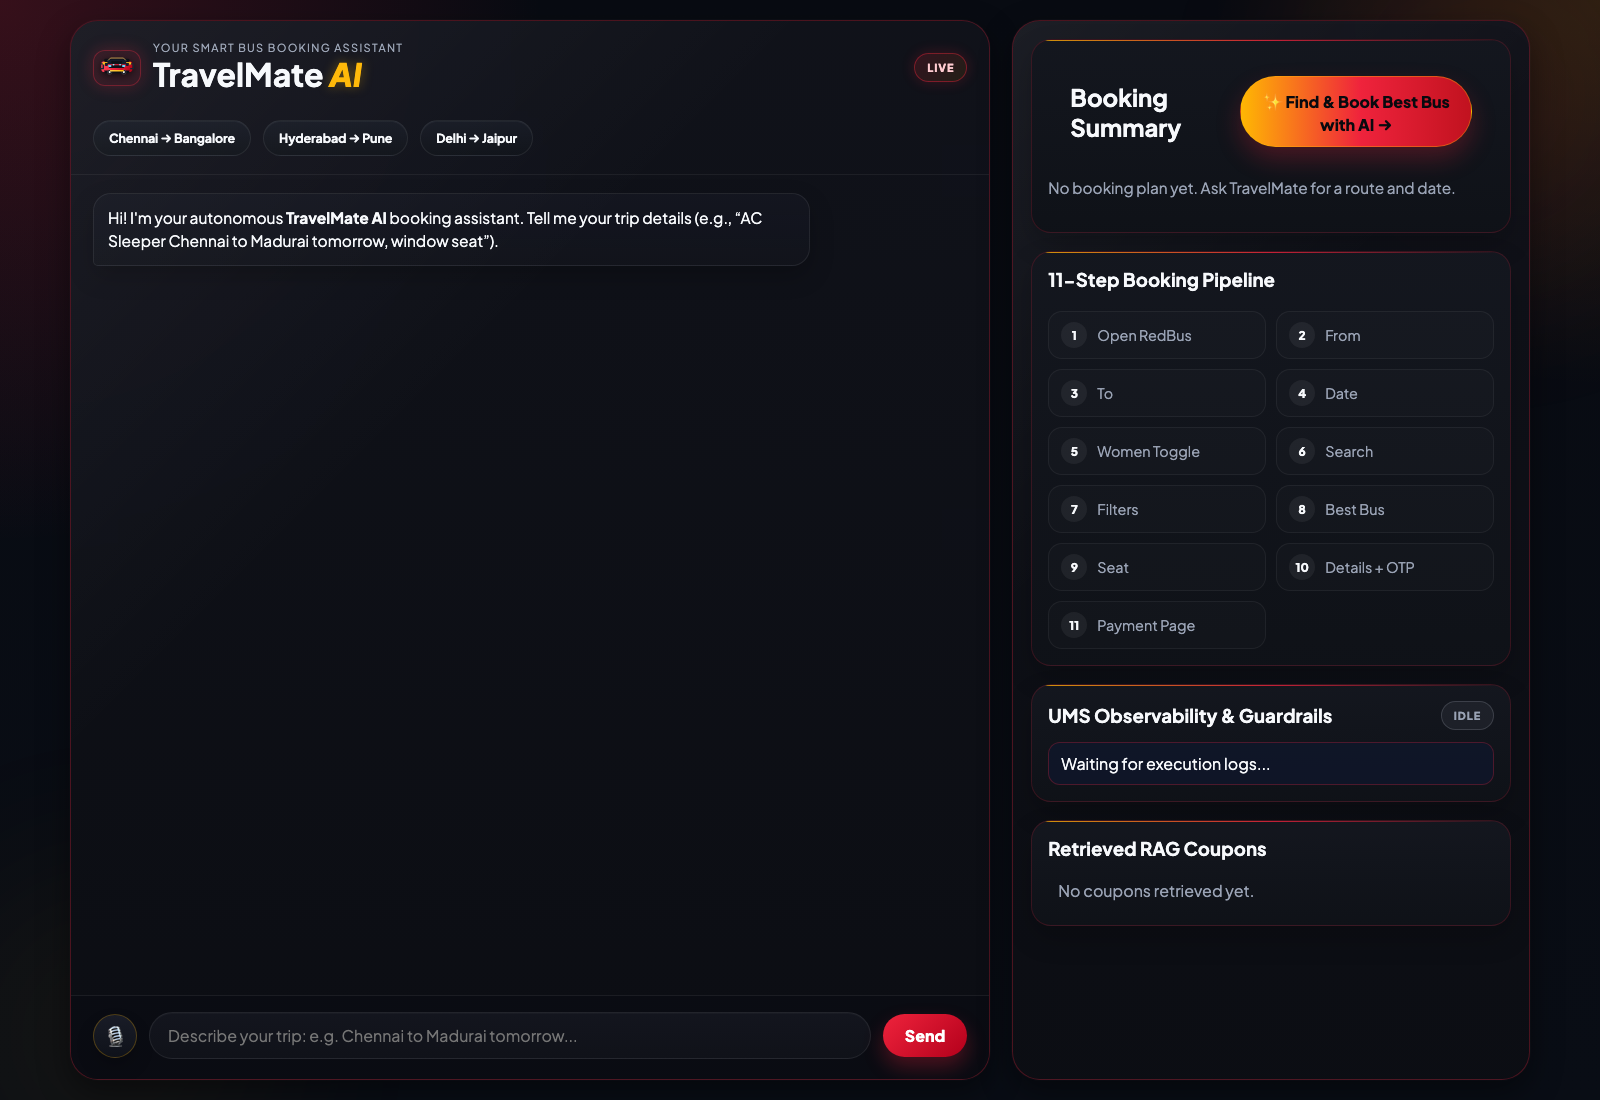 YOUR SMART BUS BOOKING ASSISTANT
TravelMate AI
LIVE
Chennai → Bangalore
Hyderabad → Pune
Delhi → Jaipur
Hi! I'm your autonomous TravelMate AI booking assistant. Tell me your trip details (e.g., “AC
Sleeper Chennai to Madurai tomorrow, window seat”).
Describe your trip: e.g. Chennai to Madurai tomorrow...
Send
Booking
Summary
✨ Find & Book Best Bus
with AI →
No booking plan yet. Ask TravelMate for a route and date.
11-Step Booking Pipeline
1 Open RedBus
2 From
3 To
4 Date
5 Women Toggle
6 Search
7 Filters
8 Best Bus
9 Seat
10 Details + OTP
11 Payment Page
UMS Observability & Guardrails
IDLE
Waiting for execution logs...
Retrieved RAG Coupons
No coupons retrieved yet.